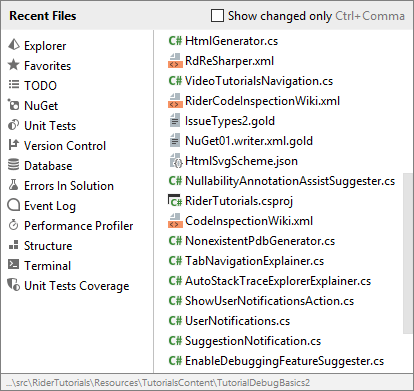 Recent Files
Show changed only Ctrl+Comma
Explorer
Favorites
TODO
NuGet
Unit Tests
Version Control
Database
Errors In Solution
Event Log
Performance Profiler
Structure
Terminal
Unit Tests Coverage
C# HtmlGenerator.cs
RdReSharper.xml
C# VideoTutorialsNavigation.cs
RiderCodeInspectionWiki.xml
IssueTypes2.gold
NuGet01.writer.xml.gold
HtmlSvgScheme.json
C# NullabilityAnnotationAssistSuggester.cs
C# RiderTutorials.csproj
CodeInspectionWiki.xml
C# NonexistentPdbGenerator.cs
C# TabNavigationExplainer.cs
C# AutoStackTraceExplorerExplainer.cs
C# ShowUserNotificationsAction.cs
C# UserNotifications.cs
C# SuggestionNotification.cs
C# EnableDebuggingFeatureSuggester.cs
...\src\RiderTutorials\Resources\TutorialsContent\TutorialDebugBasics2